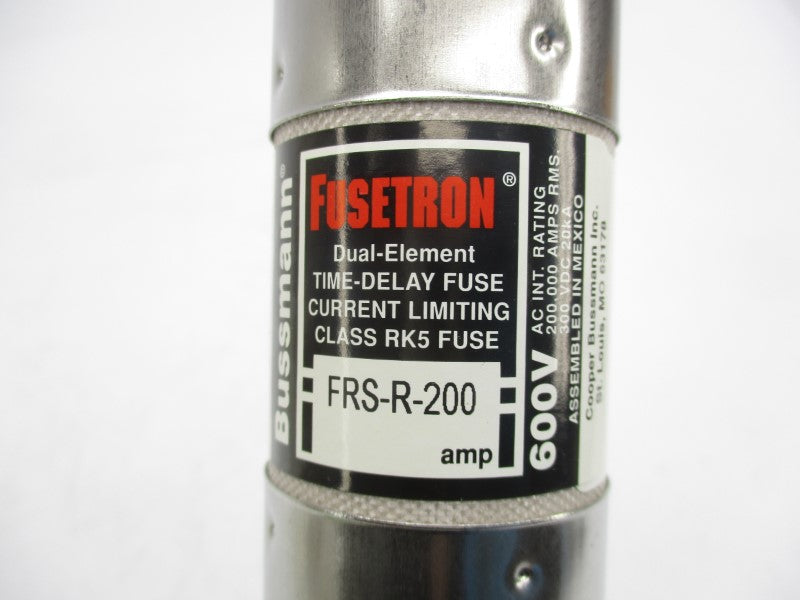 Bussmann®
FUSETRON®
Dual-Element
TIME-DELAY FUSE
CURRENT LIMITING
CLASS RK5 FUSE
FRS-R-200
amp
600V
AC INT. RATING
200,000 AMPS RMS.
300 VDC 20kA
ASSEMBLED IN MEXICO
Cooper Bussmann Inc.
St. Louis, MO 63178